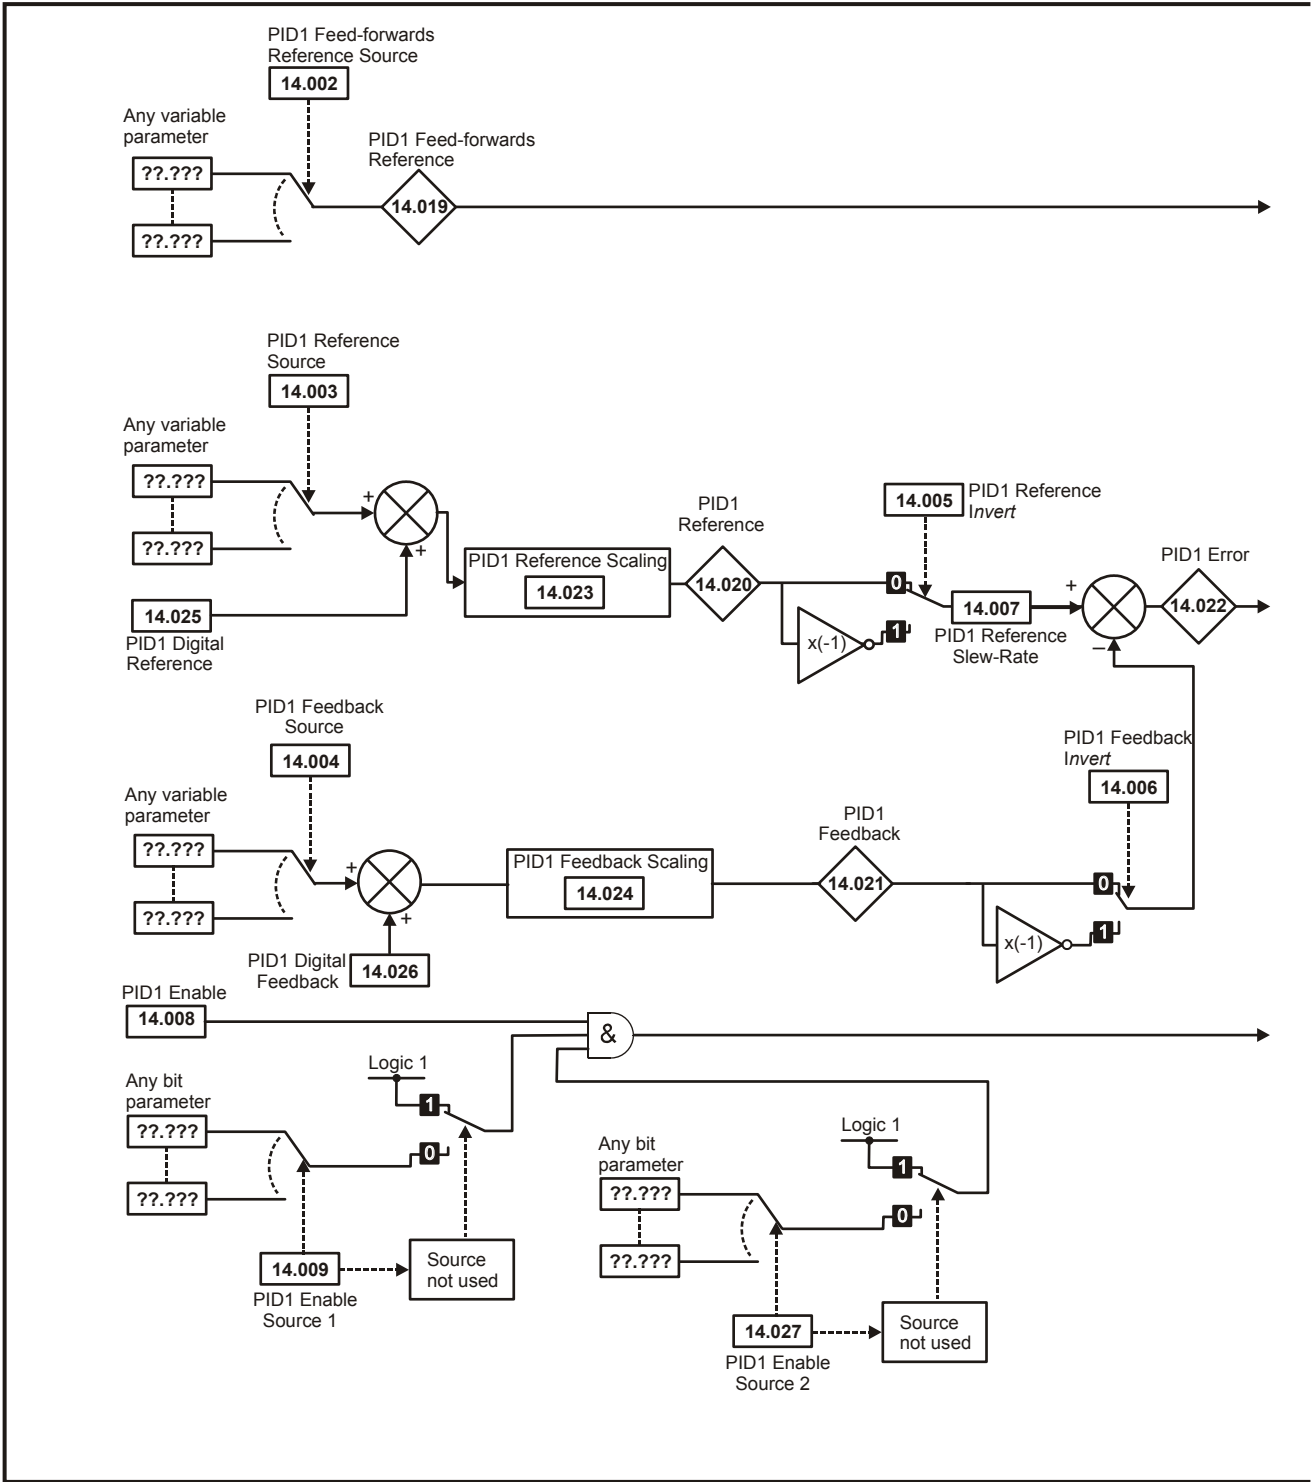 PID1 Feed-forwards
Reference Source
14.002
Any variable
parameter
??.???
??.???
PID1 Feed-forwards
Reference
14.019
PID1 Reference
Source
14.003
Any variable
parameter
??.???
??.???
+
+
14.025
PID1 Digital
Reference
PID1 Reference Scaling
14.023
PID1
Reference
14.020
14.005
PID1 Reference
Invert
0
1
x(-1)
14.007
PID1 Reference
Slew-Rate
+
–
PID1 Error
14.022
PID1 Feedback
Source
14.004
Any variable
parameter
??.???
??.???
+
+
PID1 Digital
Feedback
14.026
PID1 Feedback Scaling
14.024
PID1
Feedback
14.021
PID1 Feedback
Invert
14.006
0
1
x(-1)
PID1 Enable
14.008
&
Logic 1
1
0
Any bit
parameter
??.???
??.???
14.009
PID1 Enable
Source 1
Source
not used
Logic 1
1
0
Any bit
parameter
??.???
??.???
14.027
PID1 Enable
Source 2
Source
not used